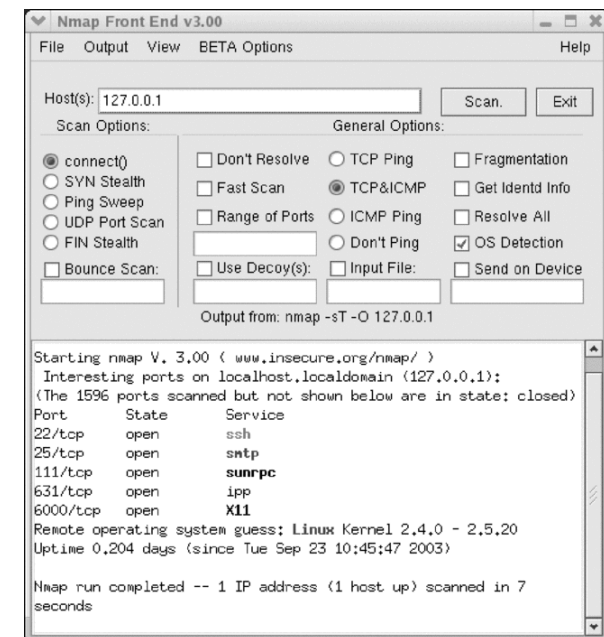 Nmap Front End v3.00
File Output View BETA Options Help
Host(s): 127.0.0.1 Scan. Exit
Scan Options: General Options:
connect() Don't Resolve TCP Ping Fragmentation
SYN Stealth Fast Scan TCP&ICMP Get Identd Info
Ping Sweep Range of Ports ICMP Ping Resolve All
UDP Port Scan
FIN Stealth Don't Ping OS Detection
Bounce Scan: Use Decoy(s): Input File: Send on Device
Output from: nmap -sT -O 127.0.0.1
Starting nmap V. 3.00 ( www.insecure.org/nmap/ )
Interesting ports on localhost.localdomain (127.0.0.1):
(The 1596 ports scanned but not shown below are in state: closed)
Port State Service
22/tcp open ssh
25/tcp open smtp
111/tcp open sunrpc
631/tcp open ipp
6000/tcp open X11
Remote operating system guess: Linux Kernel 2.4.0 - 2.5.20
Uptime 0.204 days (since Tue Sep 23 10:45:47 2003)
Nmap run completed -- 1 IP address (1 host up) scanned in 7
seconds